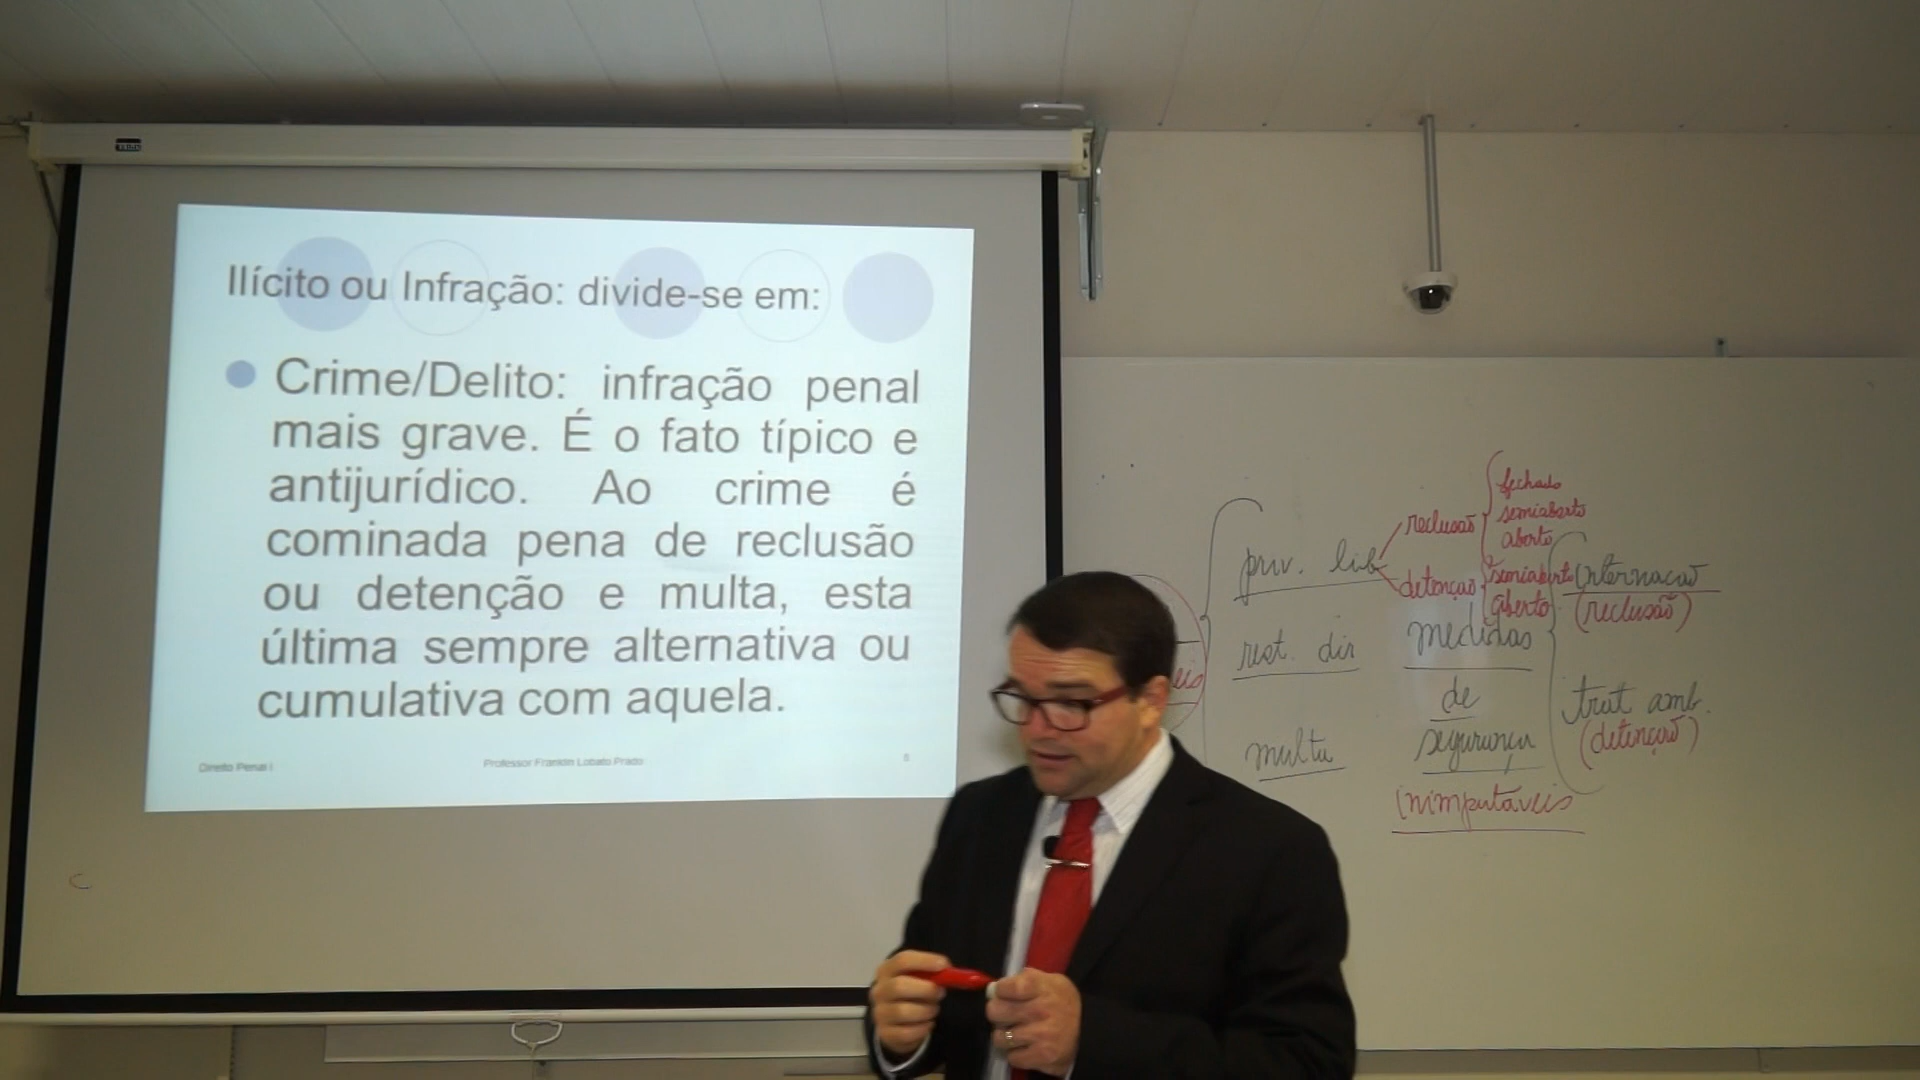 Ilícito ou Infração: divide-se em:
Crime/Delito: infração penal
mais grave. É o fato típico e
antijurídico. Ao crime é
cominada pena de reclusão
ou detenção e multa, esta
última sempre alternativa ou
cumulativa com aquela.
Direito Penal I
Professor Franklin Lobato Prado
priv. lib
rest. dir
multa
reclusão
fechado
semiaberto
aberto
detenção
semiaberto
aberto
medidas
de
segurança
inimputáveis
internação
(reclusão)
trat amb.
(detenção)